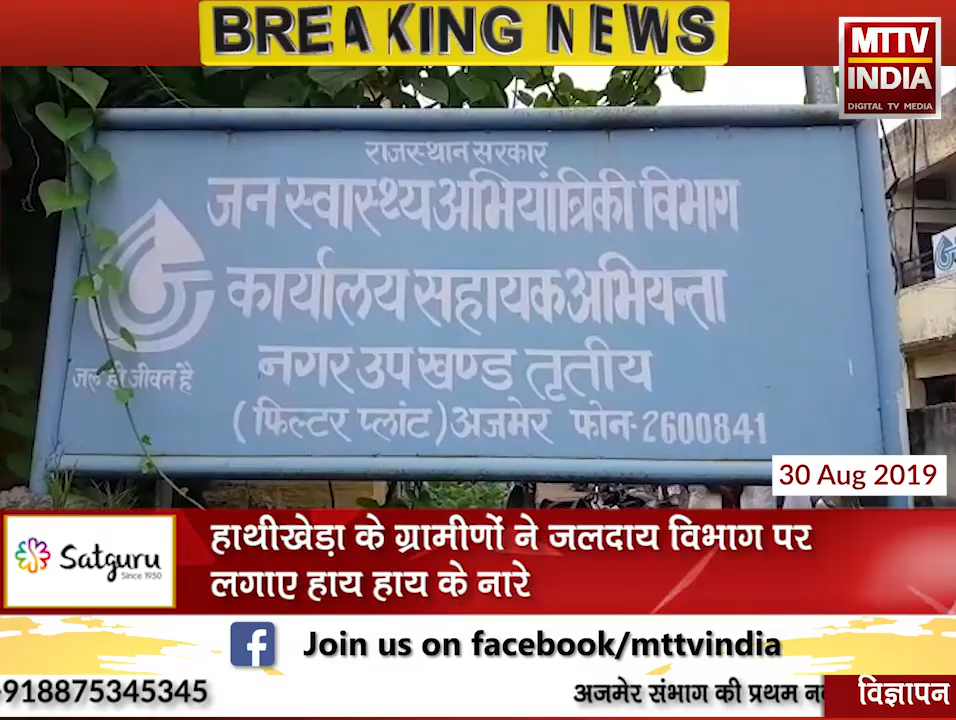 BREAKING NEWS
MTTV
INDIA
DIGITAL TV MEDIA
राजस्थान सरकार
जन स्वास्थ्य अभियांत्रिकी विभाग
कार्यालय सहायक अभियन्ता
नगर उप खण्ड तृतीय
जल ही जीवन है
(फिल्टर प्लांट) अजमेर फोन-2600841
30 Aug 2019
हाथीखेड़ा के ग्रामीणों ने जलदाय विभाग पर
लगाए हाय हाय के नारे
Satguru
Since 1950
Join us on facebook/mttvindia
918875345345
अजमेर संभाग की प्रथम
विज्ञापन